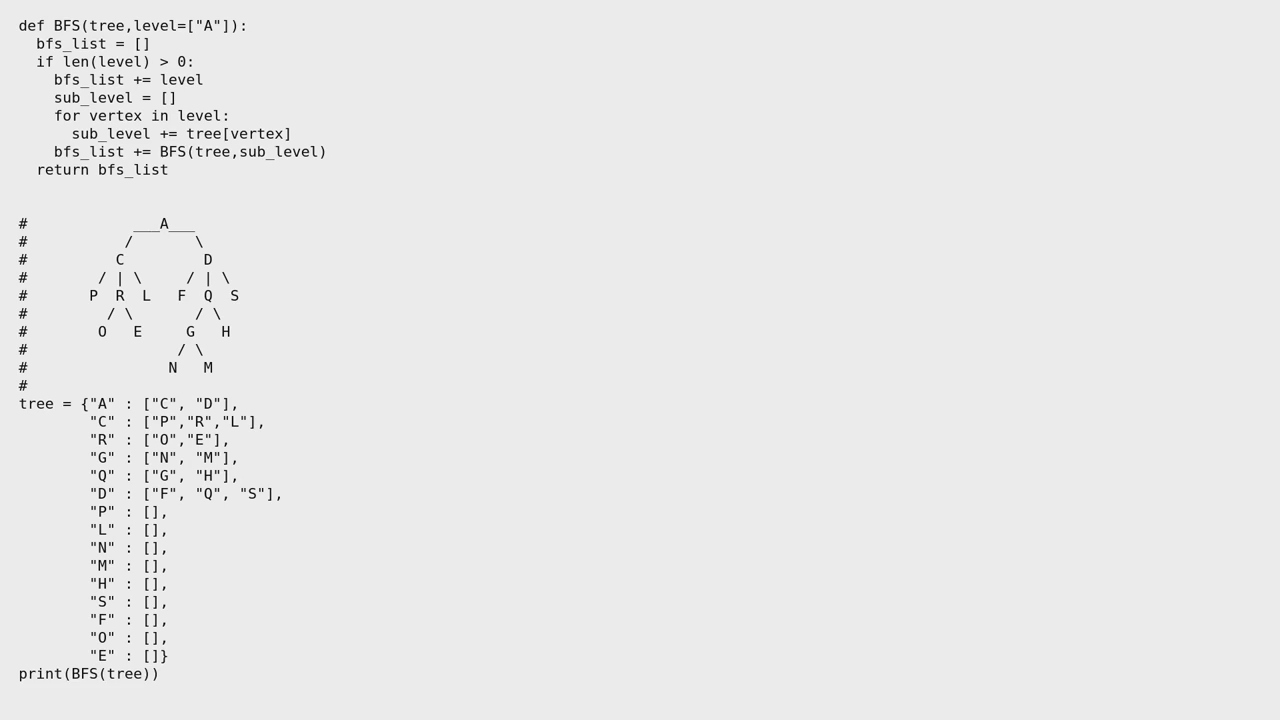 def BFS(tree,level=["A"]):
  bfs_list = []
  if len(level) > 0:
    bfs_list += level
    sub_level = []
    for vertex in level:
      sub_level += tree[vertex]
    bfs_list += BFS(tree,sub_level)
  return bfs_list
#            ___A___
#           /       \
#          C         D
#        / | \     / | \
#       P  R  L   F  Q  S
#         / \       / \
#        O   E     G   H
#                 / \
#                N   M
#
tree = {"A" : ["C", "D"],
        "C" : ["P","R","L"],
        "R" : ["O","E"],
        "G" : ["N", "M"],
        "Q" : ["G", "H"],
        "D" : ["F", "Q", "S"],
        "P" : [],
        "L" : [],
        "N" : [],
        "M" : [],
        "H" : [],
        "S" : [],
        "F" : [],
        "O" : [],
        "E" : []}
print(BFS(tree))